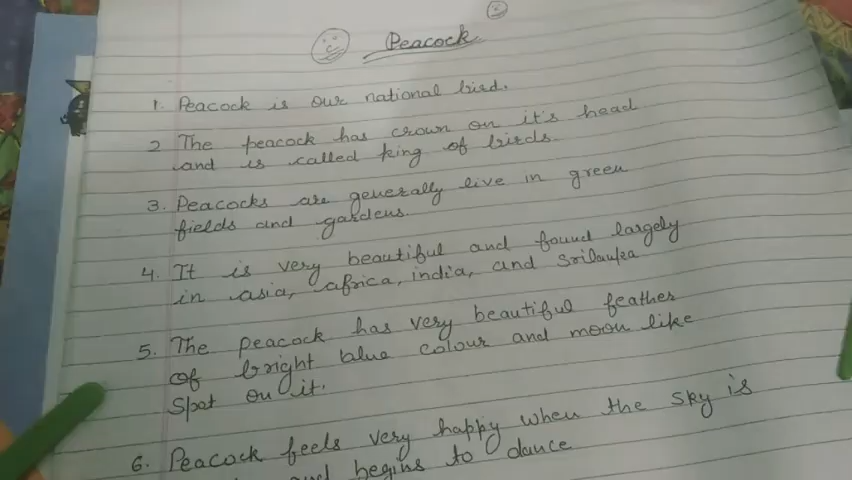 Peacock
1. Peacock is our national bird.
2 The peacock has crown on it's head
and is called king of birds.
3. Peacocks are generally live in green
fields and gardens.
4. It is very beautiful and found largely
in asia, africa, india, and Srilanka
5. The peacock has very beautiful feather
of bright blue colour and moon like
spot on it.
6. Peacock feels very happy when the sky is
and begins to dance